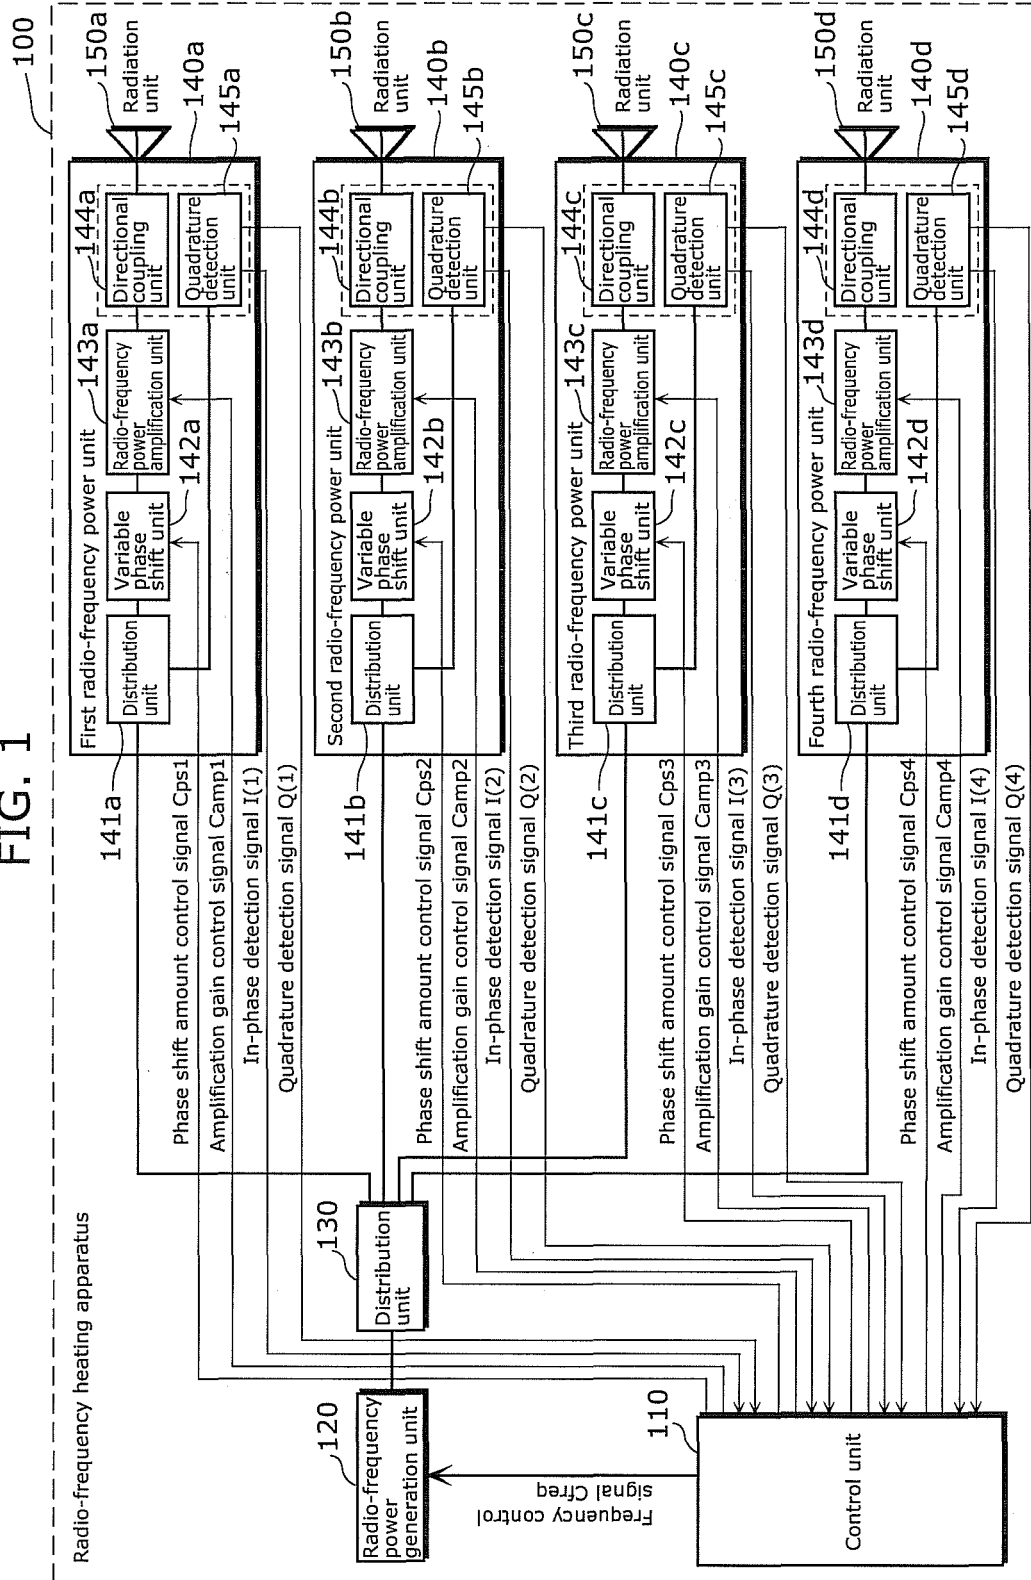 FIG. 1
100
Radio-frequency heating apparatus
First radio-frequency power unit
141a
Distribution
unit
142a
Variable
phase
shift unit
143a
Radio-frequency
power
amplification unit
144a
Directional
coupling
unit
Quadrature
detection
unit
150a
Radiation
unit
140a
145a
Phase shift amount control signal Cps1
Amplification gain control signal Camp1
In-phase detection signal I(1)
Quadrature detection signal Q(1)
Second radio-frequency power unit
141b
Distribution
unit
142b
Variable
phase
shift unit
143b
Radio-frequency
power
amplification unit
144b
Directional
coupling
unit
Quadrature
detection
unit
150b
Radiation
unit
140b
145b
Phase shift amount control signal Cps2
Amplification gain control signal Camp2
In-phase detection signal I(2)
Quadrature detection signal Q(2)
120
Radio-frequency
power
generation unit
130
Distribution
unit
Frequency control
signal Cfreq
Third radio-frequency power unit
141c
Distribution
unit
142c
Variable
phase
shift unit
143c
Radio-frequency
power
amplification unit
144c
Directional
coupling
unit
Quadrature
detection
unit
150c
Radiation
unit
140c
145c
Phase shift amount control signal Cps3
Amplification gain control signal Camp3
In-phase detection signal I(3)
Quadrature detection signal Q(3)
110
Control unit
Fourth radio-frequency power unit
141d
Distribution
unit
142d
Variable
phase
shift unit
143d
Radio-frequency
power
amplification unit
144d
Directional
coupling
unit
Quadrature
detection
unit
150d
Radiation
unit
140d
145d
Phase shift amount control signal Cps4
Amplification gain control signal Camp4
In-phase detection signal I(4)
Quadrature detection signal Q(4)